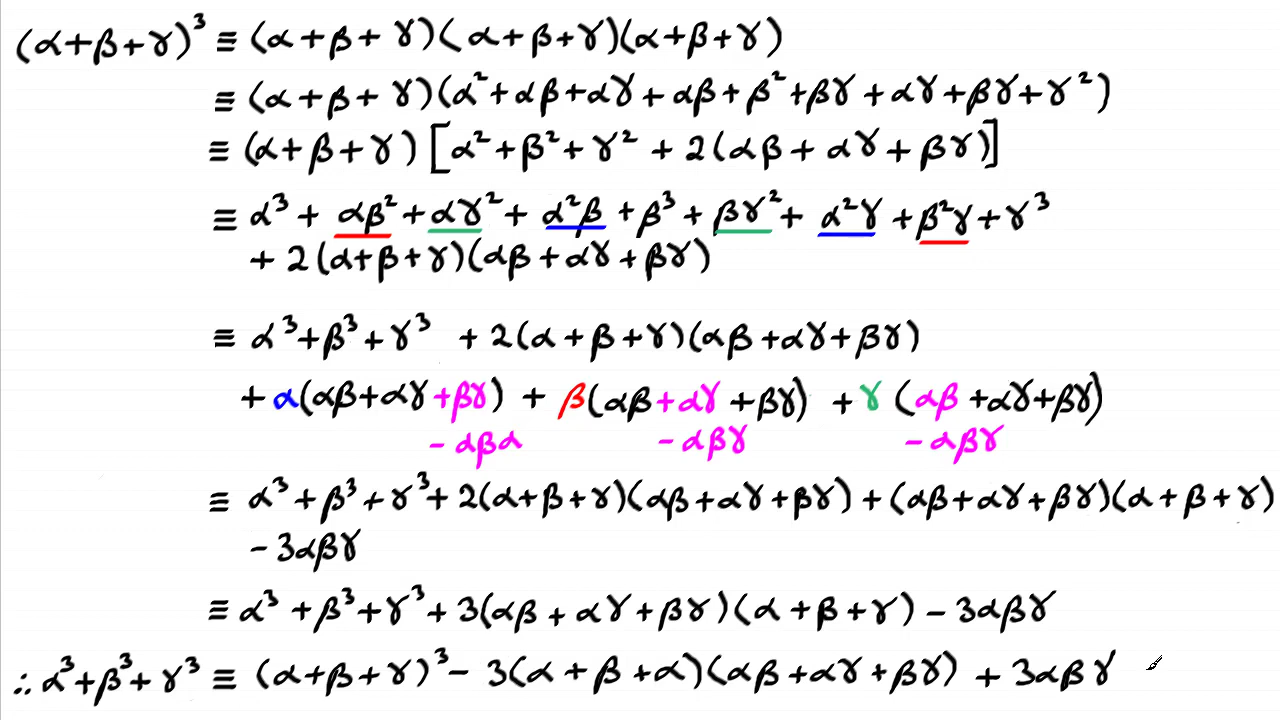 (α+β+γ)³ ≡ (α+β+γ)(α+β+γ)(α+β+γ)
≡ (α+β+γ)(α²+αβ+αγ+αβ+β²+βγ+αγ+βγ+γ²)
≡ (α+β+γ)[α²+β²+γ²+2(αβ+αγ+βγ)]
≡ α³+αβ²+αγ²+α²β+β³+βγ²+α²γ+β²γ+γ³
+2(α+β+γ)(αβ+αγ+βγ)
≡ α³+β³+γ³ +2(α+β+γ)(αβ+αγ+βγ)
+α(αβ+αγ+βγ) + β(αβ+αγ+βγ) +γ(αβ+αγ+βγ)
-αβα -αβγ -αβγ
≡ α³+β³+γ³+2(α+β+γ)(αβ+αγ+βγ)+(αβ+αγ+βγ)(α+β+γ)
-3αβγ
≡ α³+β³+γ³+3(αβ+αγ+βγ)(α+β+γ)-3αβγ
∴ α³+β³+γ³ ≡ (α+β+γ)³-3(α+β+α)(αβ+αγ+βγ)+3αβγ